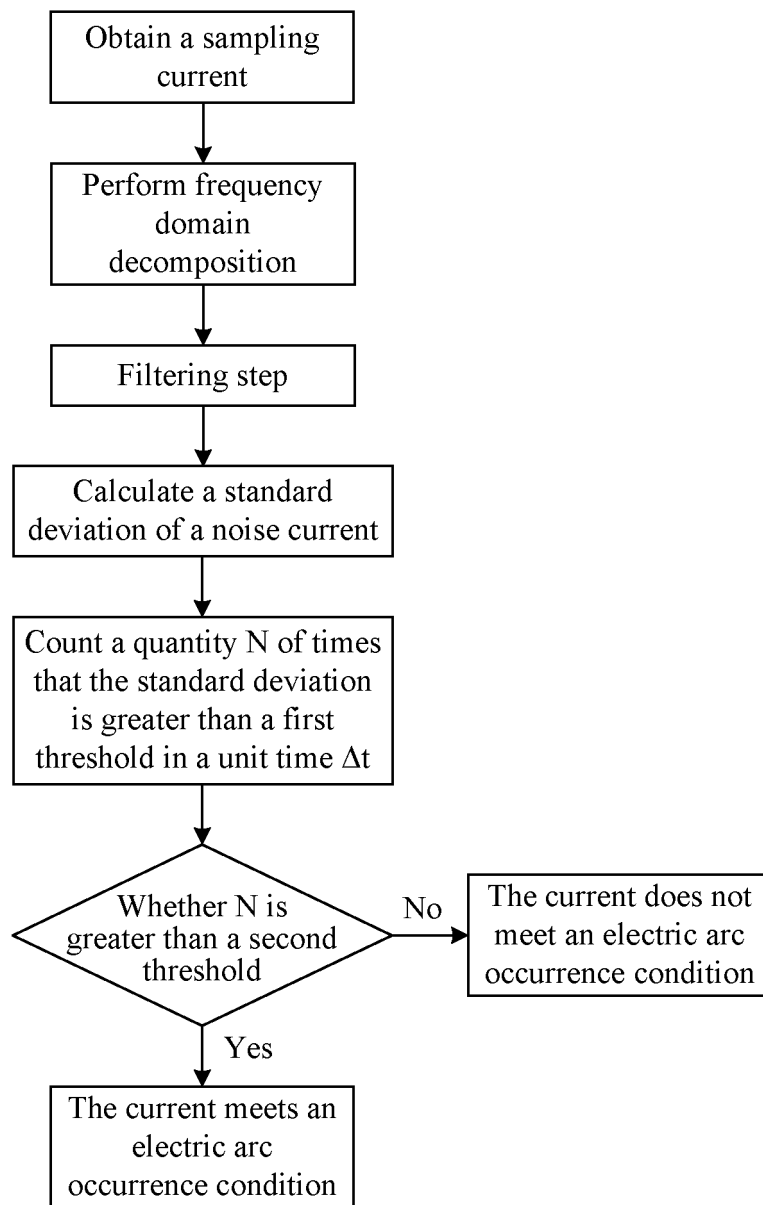 Obtain a sampling
current
Perform frequency
domain
decomposition
Filtering step
Calculate a standard
deviation of a noise current
Count a quantity N of times
that the standard deviation
is greater than a first
threshold in a unit time Δt
Whether N is
greater than a second
threshold
No
The current does not
meet an electric arc
occurrence condition
Yes
The current meets an
electric arc
occurrence condition